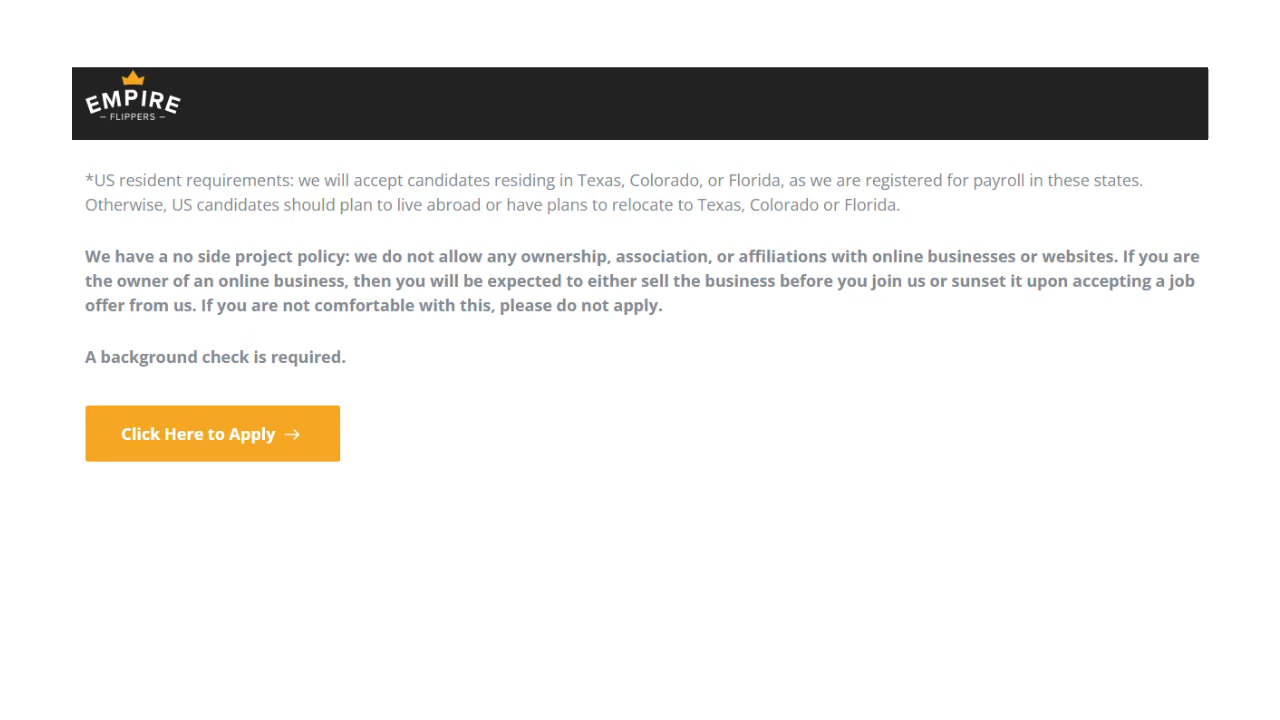 EMPIRE
– FLIPPERS –
*US resident requirements: we will accept candidates residing in Texas, Colorado, or Florida, as we are registered for payroll in these states.
Otherwise, US candidates should plan to live abroad or have plans to relocate to Texas, Colorado or Florida.
We have a no side project policy: we do not allow any ownership, association, or affiliations with online businesses or websites. If you are
the owner of an online business, then you will be expected to either sell the business before you join us or sunset it upon accepting a job
offer from us. If you are not comfortable with this, please do not apply.
A background check is required.
Click Here to Apply →